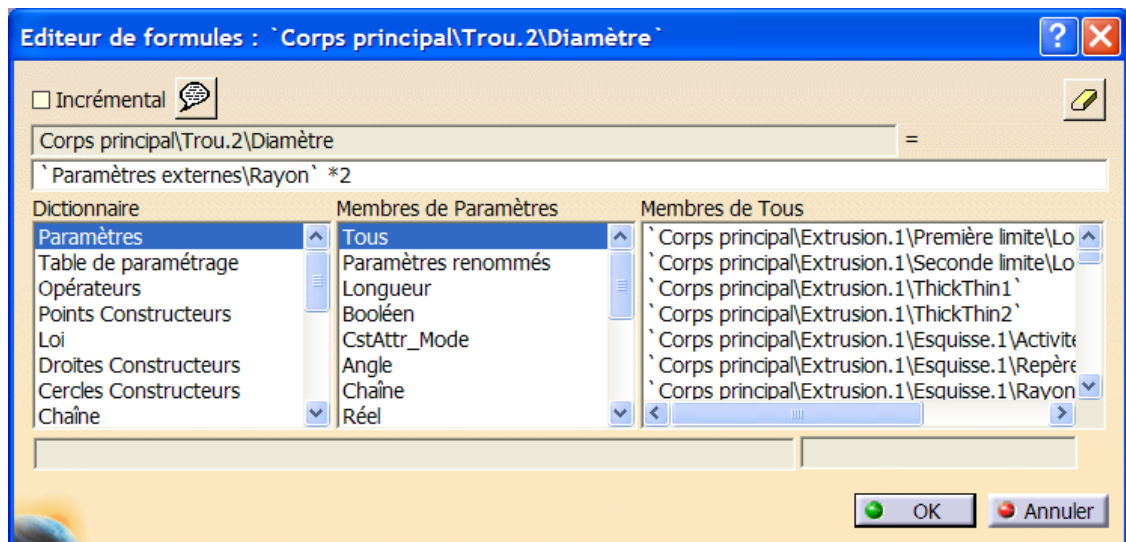 Editeur de formules : `Corps principal\Trou.2\Diamètre`
Incrémental
Corps principal\Trou.2\Diamètre =
`Paramètres externes\Rayon` *2
Dictionnaire Membres de Paramètres Membres de Tous
Paramètres Tous `Corps principal\Extrusion.1\Première limite\Lo
Table de paramétrage Paramètres renommés `Corps principal\Extrusion.1\Seconde limite\Lo
Opérateurs Longueur `Corps principal\Extrusion.1\ThickThin1`
Points Constructeurs Booléen `Corps principal\Extrusion.1\ThickThin2`
Loi CstAttr_Mode `Corps principal\Extrusion.1\Esquisse.1\Activité
Droites Constructeurs Angle `Corps principal\Extrusion.1\Esquisse.1\Repère
Cercles Constructeurs Chaîne `Corps principal\Extrusion.1\Esquisse.1\Rayon
Chaîne Réel
OK Annuler